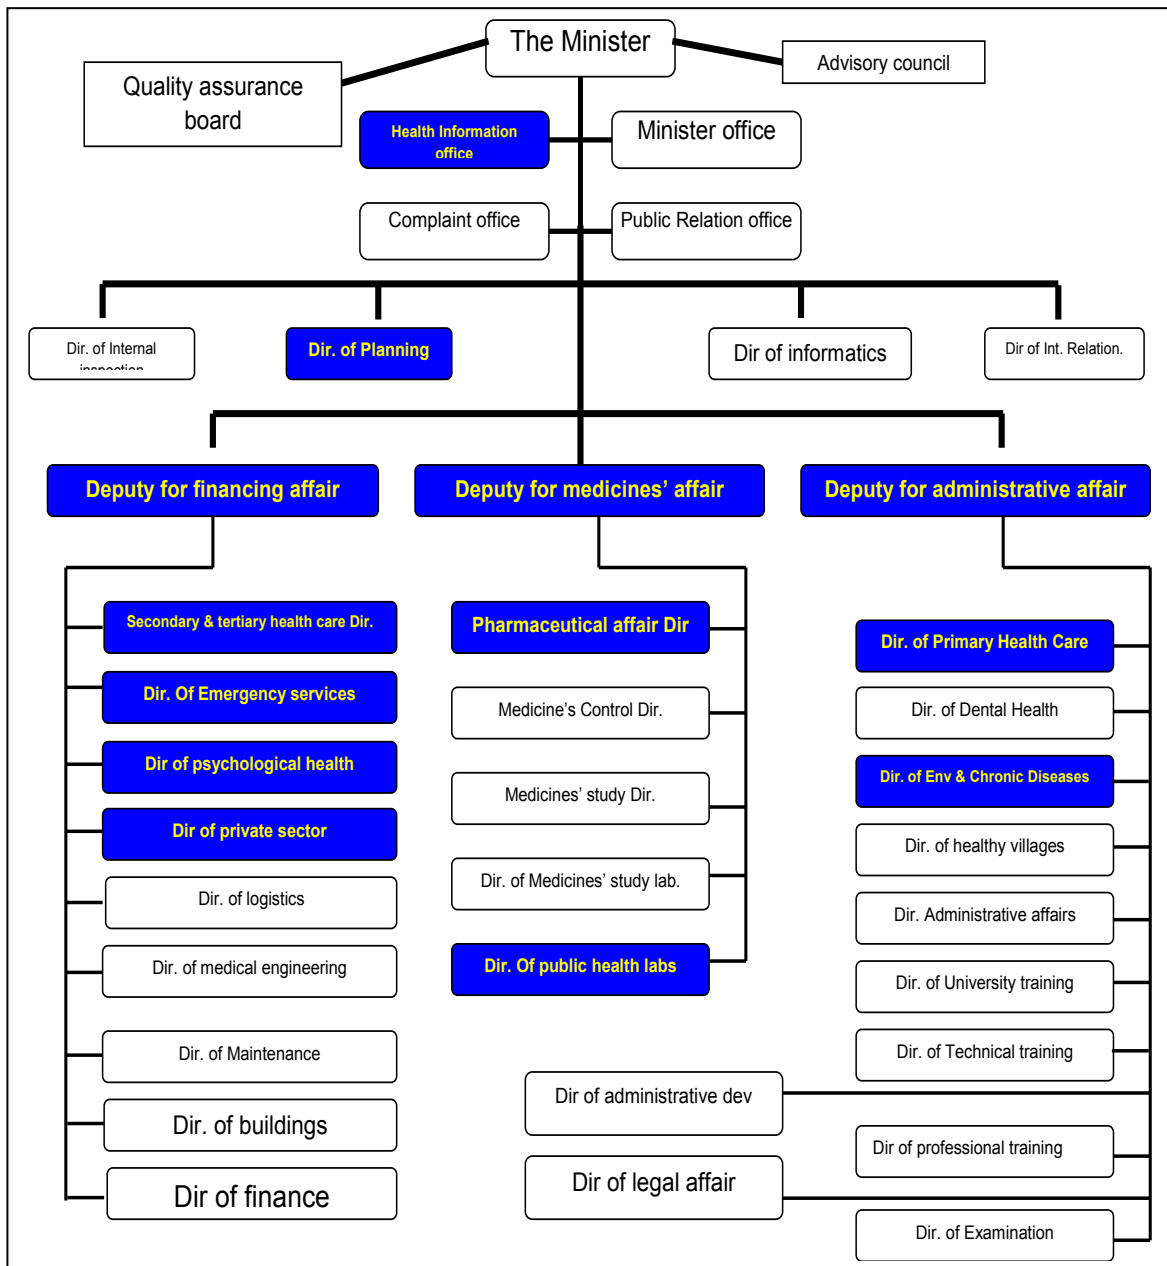 The Minister
Advisory council
Quality assurance
board
Health Information
office
Minister office
Complaint office
Public Relation office
Dir. of Internal
inspection
Dir. of Planning
Dir of informatics
Dir of Int. Relation.
Deputy for financing affair
Deputy for medicines’ affair
Deputy for administrative affair
Secondary & tertiary health care Dir.
Dir. Of Emergency services
Dir of psychological health
Dir of private sector
Dir. of logistics
Dir. of medical engineering
Dir. of Maintenance
Dir. of buildings
Dir of finance
Pharmaceutical affair Dir
Medicine’s Control Dir.
Medicines’ study Dir.
Dir. of Medicines’ study lab.
Dir. Of public health labs
Dir. of Primary Health Care
Dir. of Dental Health
Dir. of Env & Chronic Diseases
Dir. of healthy villages
Dir. Administrative affairs
Dir. of University training
Dir. of Technical training
Dir of administrative dev
Dir of professional training
Dir of legal affair
Dir. of Examination